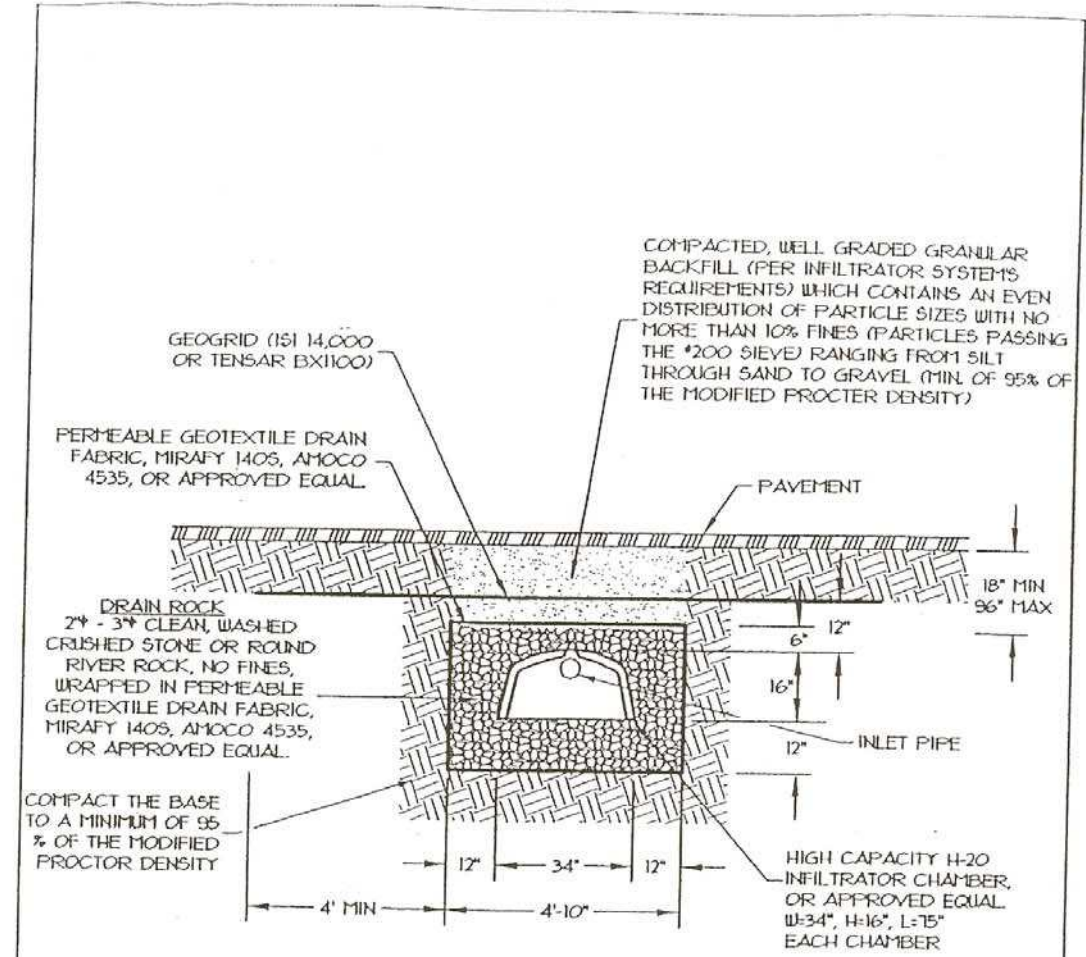 COMPACTED, WELL GRADED GRANULAR
BACKFILL (PER INFILTRATOR SYSTEM'S
REQUIREMENTS) WHICH CONTAINS AN EVEN
DISTRIBUTION OF PARTICLE SIZES WITH NO
MORE THAN 10% FINES (PARTICLES PASSING
THE #200 SIEVE) RANGING FROM SILT
THROUGH SAND TO GRAVEL (MIN. OF 95% OF
THE MODIFIED PROCTER DENSITY)
GEOGRID (ISI 14,000
OR TENSAR BX1100)
PERMEABLE GEOTEXTILE DRAIN
FABRIC, MIRAFY 140S, AMOCO
4535, OR APPROVED EQUAL.
PAVEMENT
18" MIN
96" MAX
DRAIN ROCK
2"Φ - 3"Φ CLEAN, WASHED
CRUSHED STONE OR ROUND
RIVER ROCK, NO FINES,
WRAPPED IN PERMEABLE
GEOTEXTILE DRAIN FABRIC,
MIRAFY 140S, AMOCO 4535,
OR APPROVED EQUAL.
6"
12"
16"
12"
INLET PIPE
COMPACT THE BASE
TO A MINIMUM OF 95
% OF THE MODIFIED
PROCTOR DENSITY
12"
34"
12"
4' MIN
4'-10"
HIGH CAPACITY H-20
INFILTRATOR CHAMBER,
OR APPROVED EQUAL
W=34", H=16", L=75"
EACH CHAMBER